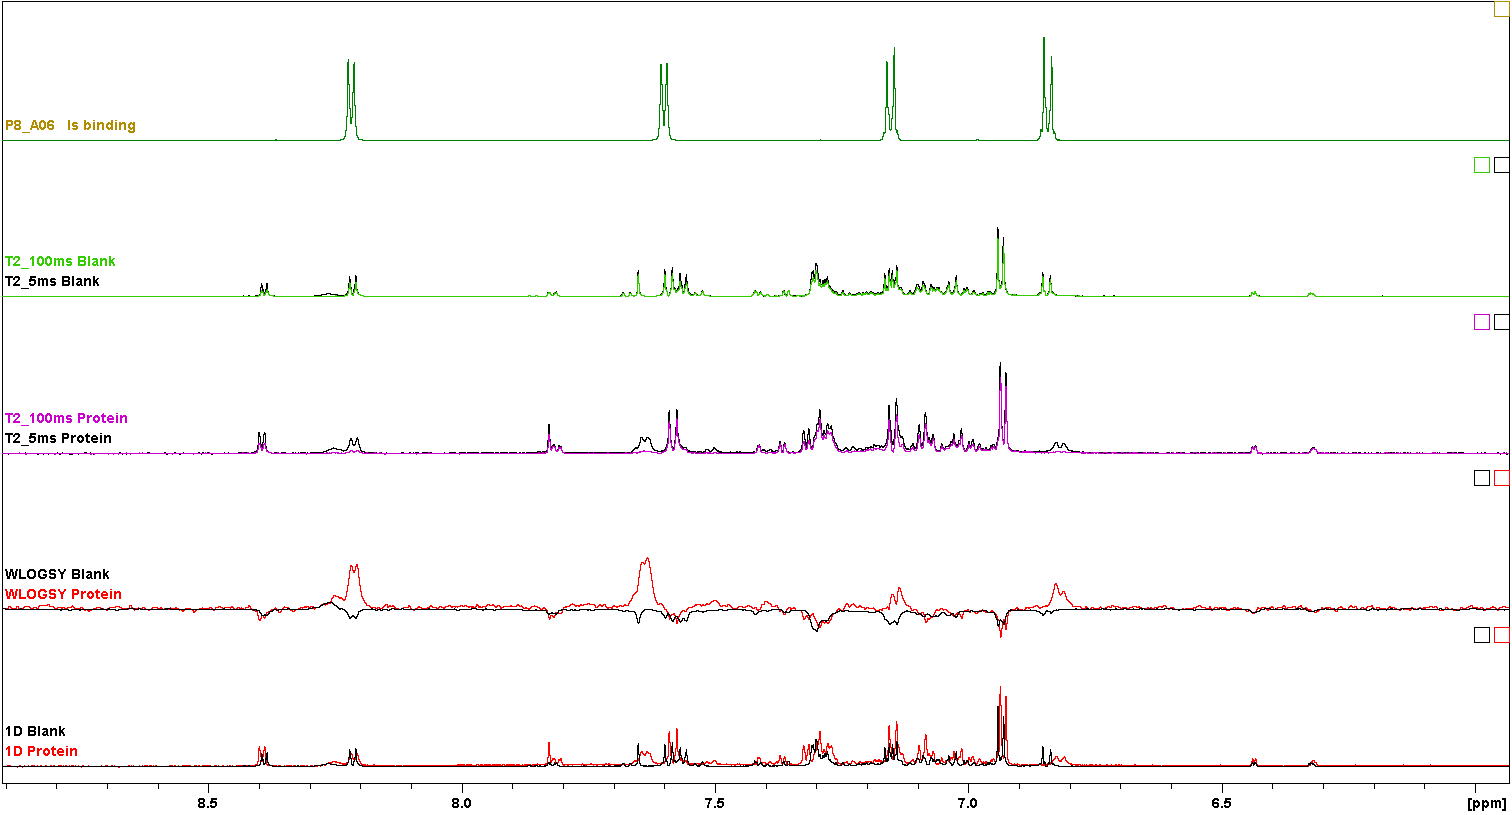 P8_A06 Is binding
T2_100ms Blank
T2_5ms Blank
T2_100ms Protein
T2_5ms Protein
WLOGSY Blank
WLOGSY Protein
1D Blank
1D Protein
8.5 8.0 7.5 7.0 6.5 [ppm]